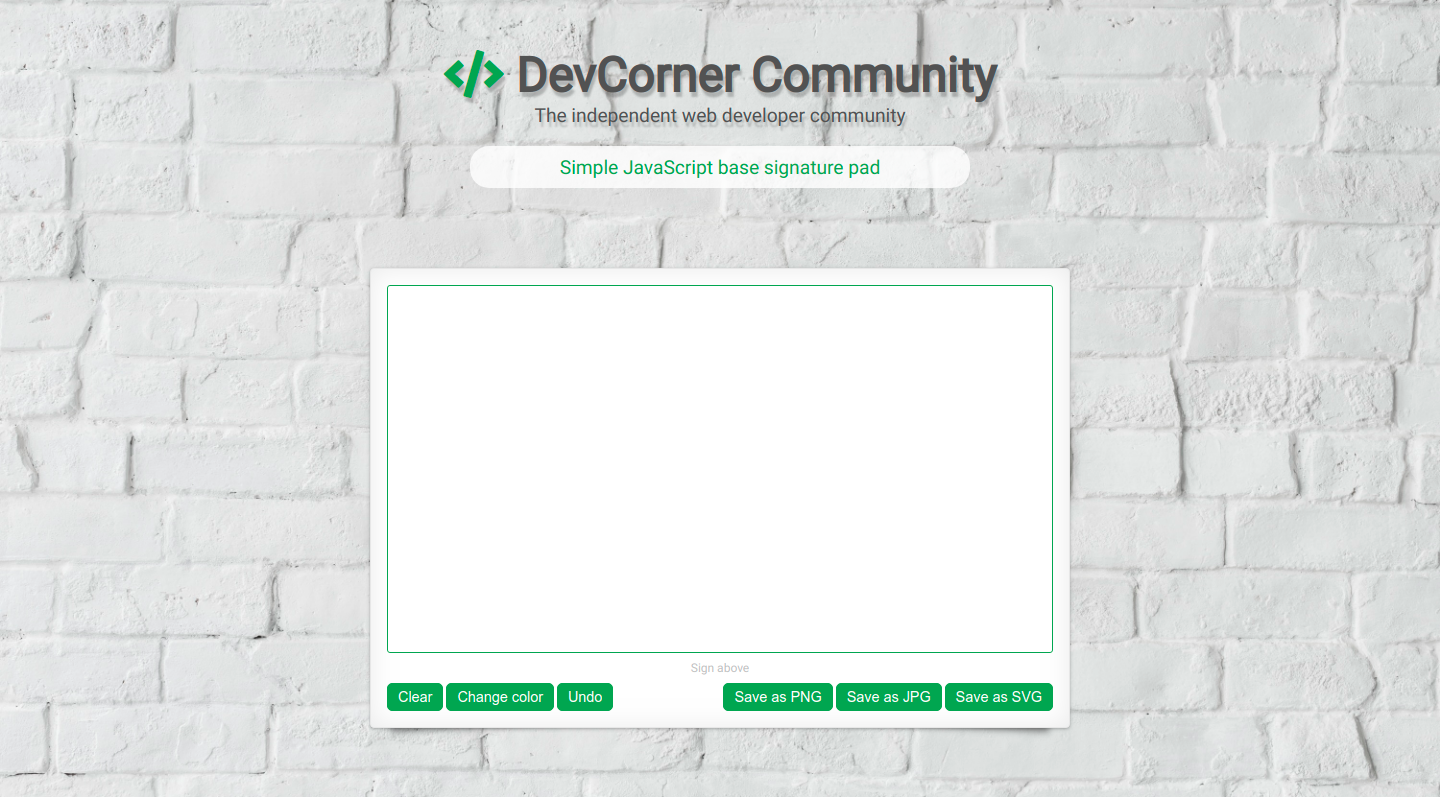 </> DevCorner Community
The independent web developer community
Simple JavaScript base signature pad
Sign above
Clear Change color Undo Save as PNG Save as JPG Save as SVG